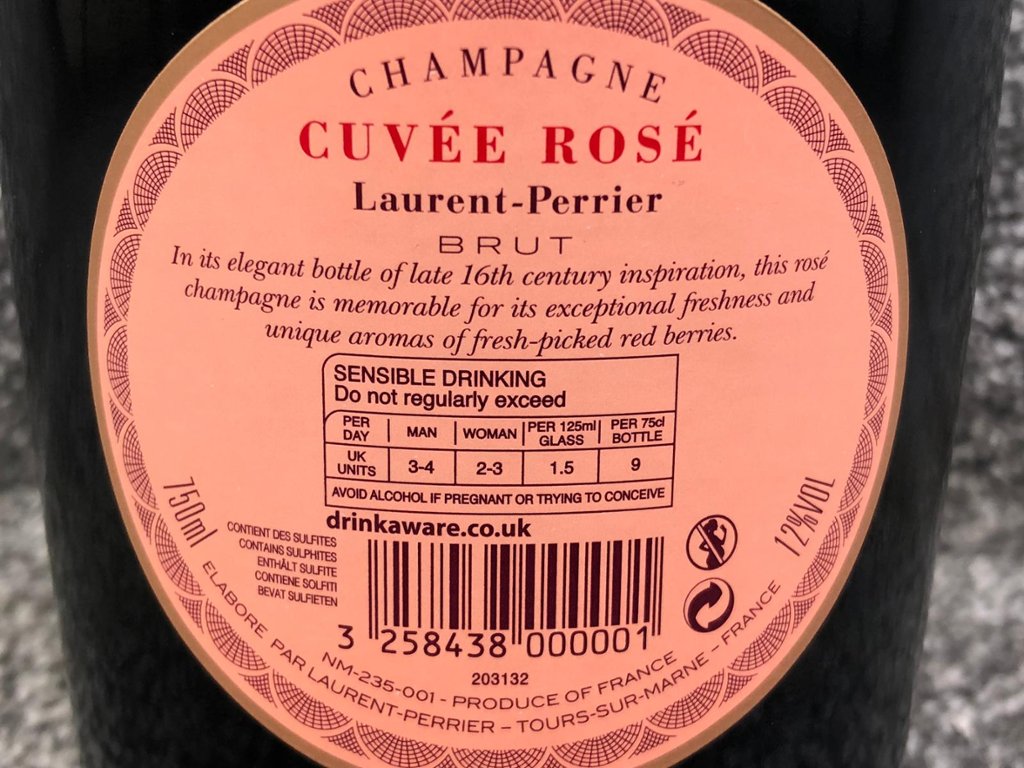 CHAMPAGNE
CUVÉE ROSÉ
Laurent-Perrier
BRUT
In its elegant bottle of late 16th century inspiration, this rosé
champagne is memorable for its exceptional freshness and
unique aromas of fresh-picked red berries.
SENSIBLE DRINKING
Do not regularly exceed
PER DAY | MAN | WOMAN | PER 125ml GLASS | PER 75cl BOTTLE
UK UNITS 3-4 2-3 1.5 9
AVOID ALCOHOL IF PREGNANT OR TRYING TO CONCEIVE
drinkaware.co.uk
750ml
12%VOL
CONTIENT DES SULFITES
CONTAINS SULPHITES
ENTHÄLT SULFITE
CONTIENE SOLFITI
BEVAT SULFIETEN
3 258438 000001
203132
NM-235-001 - PRODUCE OF FRANCE
ELABORE PAR LAURENT-PERRIER – TOURS-SUR-MARNE – FRANCE